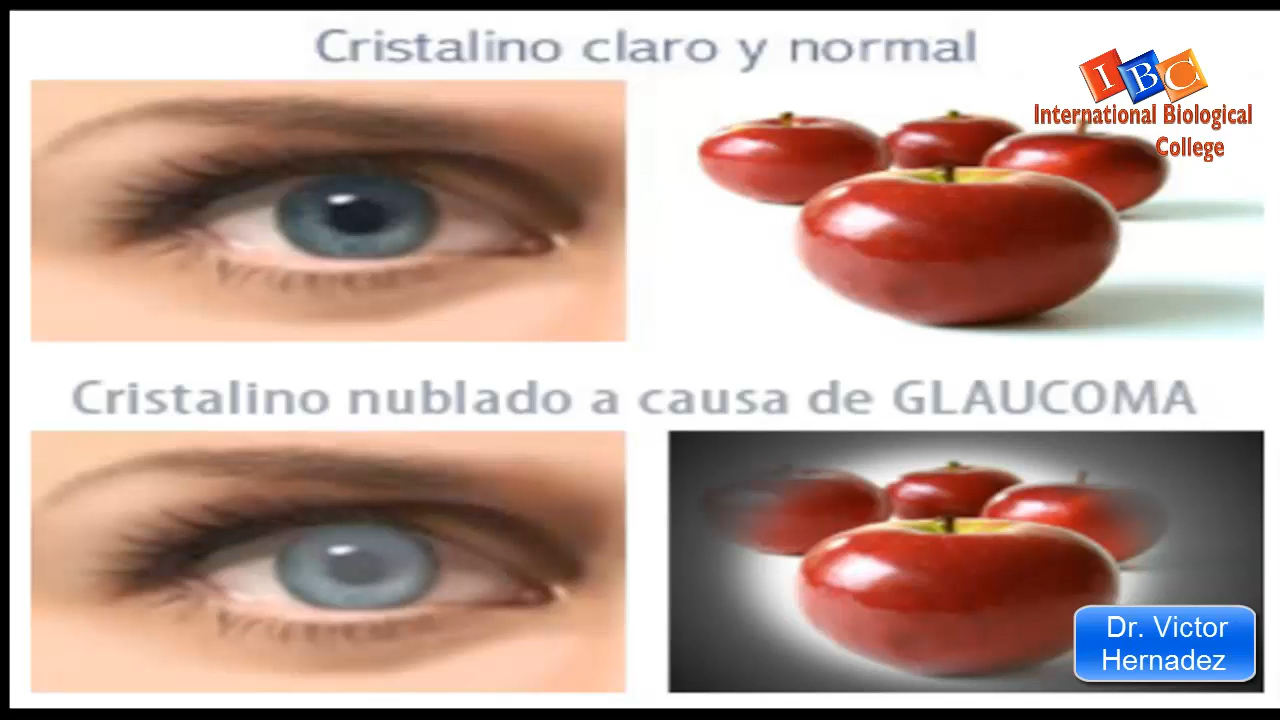 Cristalino claro y normal
IBC
International Biological
College
Cristalino nublado a causa de GLAUCOMA
Dr. Victor
Hernadez